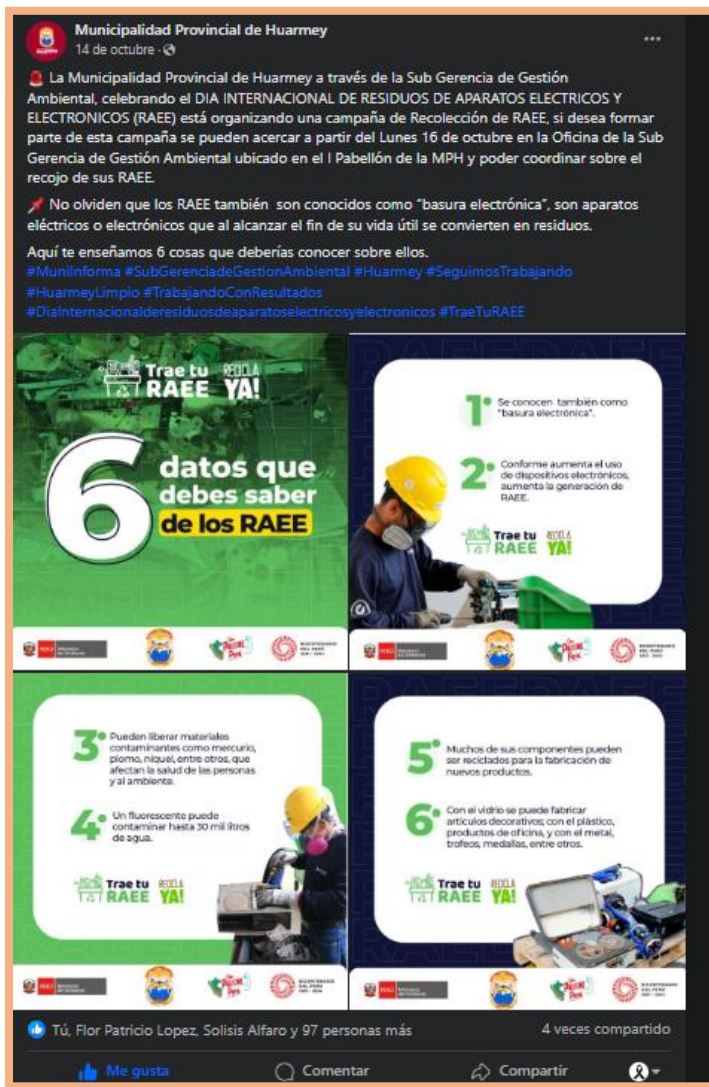 Municipalidad Provincial de Huarmey
14 de octubre
La Municipalidad Provincial de Huarmey a través de la Sub Gerencia de Gestión
Ambiental, celebrando el DIA INTERNACIONAL DE RESIDUOS DE APARATOS ELECTRICOS Y
ELECTRONICOS (RAEE) está organizando una campaña de Recolección de RAEE, si desea formar
parte de esta campaña se pueden acercar a partir del Lunes 16 de octubre en la Oficina de la Sub
Gerencia de Gestión Ambiental ubicado en el I Pabellón de la MPH y poder coordinar sobre el
recojo de sus RAEE.
No olviden que los RAEE también son conocidos como "basura electrónica", son aparatos
eléctricos o electrónicos que al alcanzar el fin de su vida útil se convierten en residuos.
Aquí te enseñamos 6 cosas que deberías conocer sobre ellos.
#MuniInforma #SubGerenciadeGestionAmbiental #Huarmey #SeguimosTrabajando
#HuarmeyLimpio #TrabajandoConResultados
#DiaInternacionalderesiduosdeaparatoselectricosyelectronicos #TraeTuRAEE
Trae tu RAEE
RECICLA YA!
6 datos que
debes saber
de los RAEE
PERÚ
1° Se conocen también como
"basura electrónica".
2° Conforme aumenta el uso
de dispositivos electrónicos,
aumenta la generación de
RAEE.
Trae tu RAEE
RECICLA YA!
PERÚ
3° Pueden liberar materiales
contaminantes como mercurio,
plomo, niquel, entre otros, que
afectan la salud de las personas
y al ambiente.
4° Un fluorescente puede
contaminar hasta 30 mil litros
de agua.
Trae tu RAEE
RECICLA YA!
PERÚ
5° Muchos de sus componentes pueden
ser reciclados para la fabricación de
nuevos productos.
6° Con el vidrio se puede fabricar
artículos decorativos; con el plástico,
productos de oficina, y con el metal,
trofeos, medallas, entre otros.
Trae tu RAEE
RECICLA YA!
PERÚ
Tú, Flor Patricio Lopez, Solisis Alfaro y 97 personas más
4 veces compartido
Me gusta
Comentar
Compartir